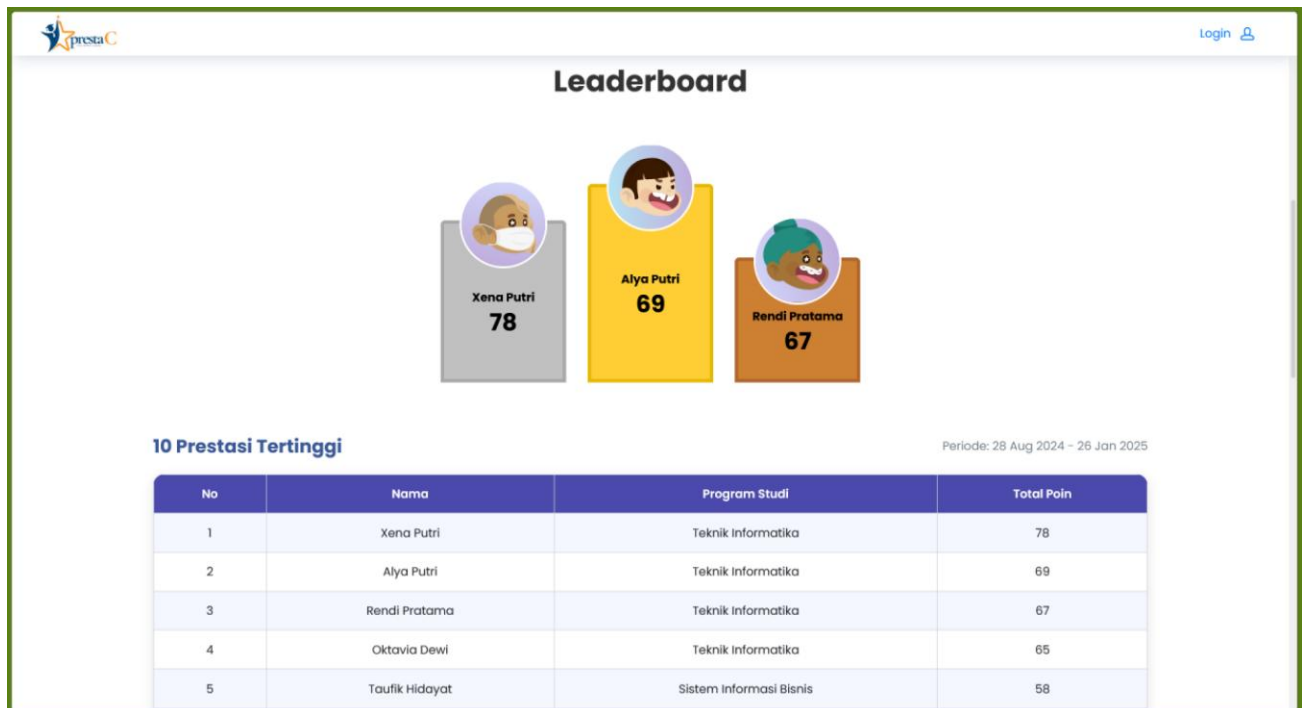 presta C
Login
Leaderboard
Xena Putri
78
Alya Putri
69
Rendi Pratama
67
10 Prestasi Tertinggi
Periode: 28 Aug 2024 - 26 Jan 2025
No Nama Program Studi Total Poin
1 Xena Putri Teknik Informatika 78
2 Alya Putri Teknik Informatika 69
3 Rendi Pratama Teknik Informatika 67
4 Oktavia Dewi Teknik Informatika 65
5 Taufik Hidayat Sistem Informasi Bisnis 58